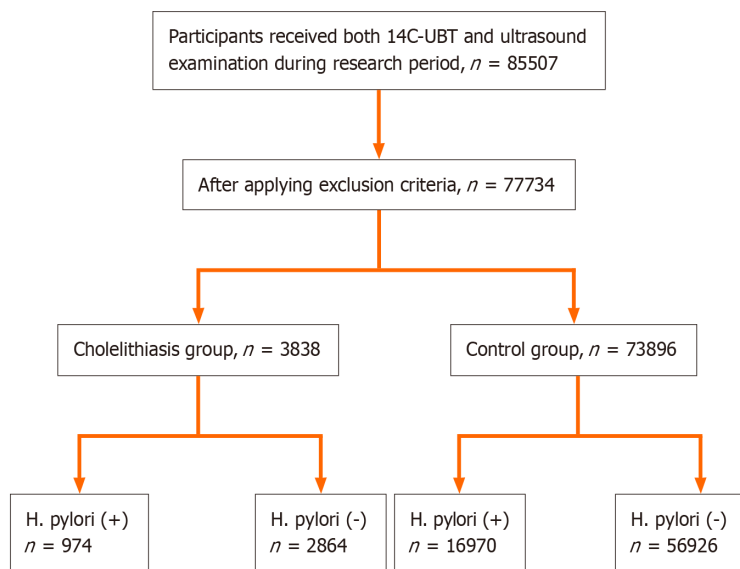 Participants received both 14C-UBT and ultrasound
examination during research period, n = 85507
After applying exclusion criteria, n = 77734
Cholelithiasis group, n = 3838
Control group, n = 73896
H. pylori (+)
n = 974
H. pylori (-)
n = 2864
H. pylori (+)
n = 16970
H. pylori (-)
n = 56926